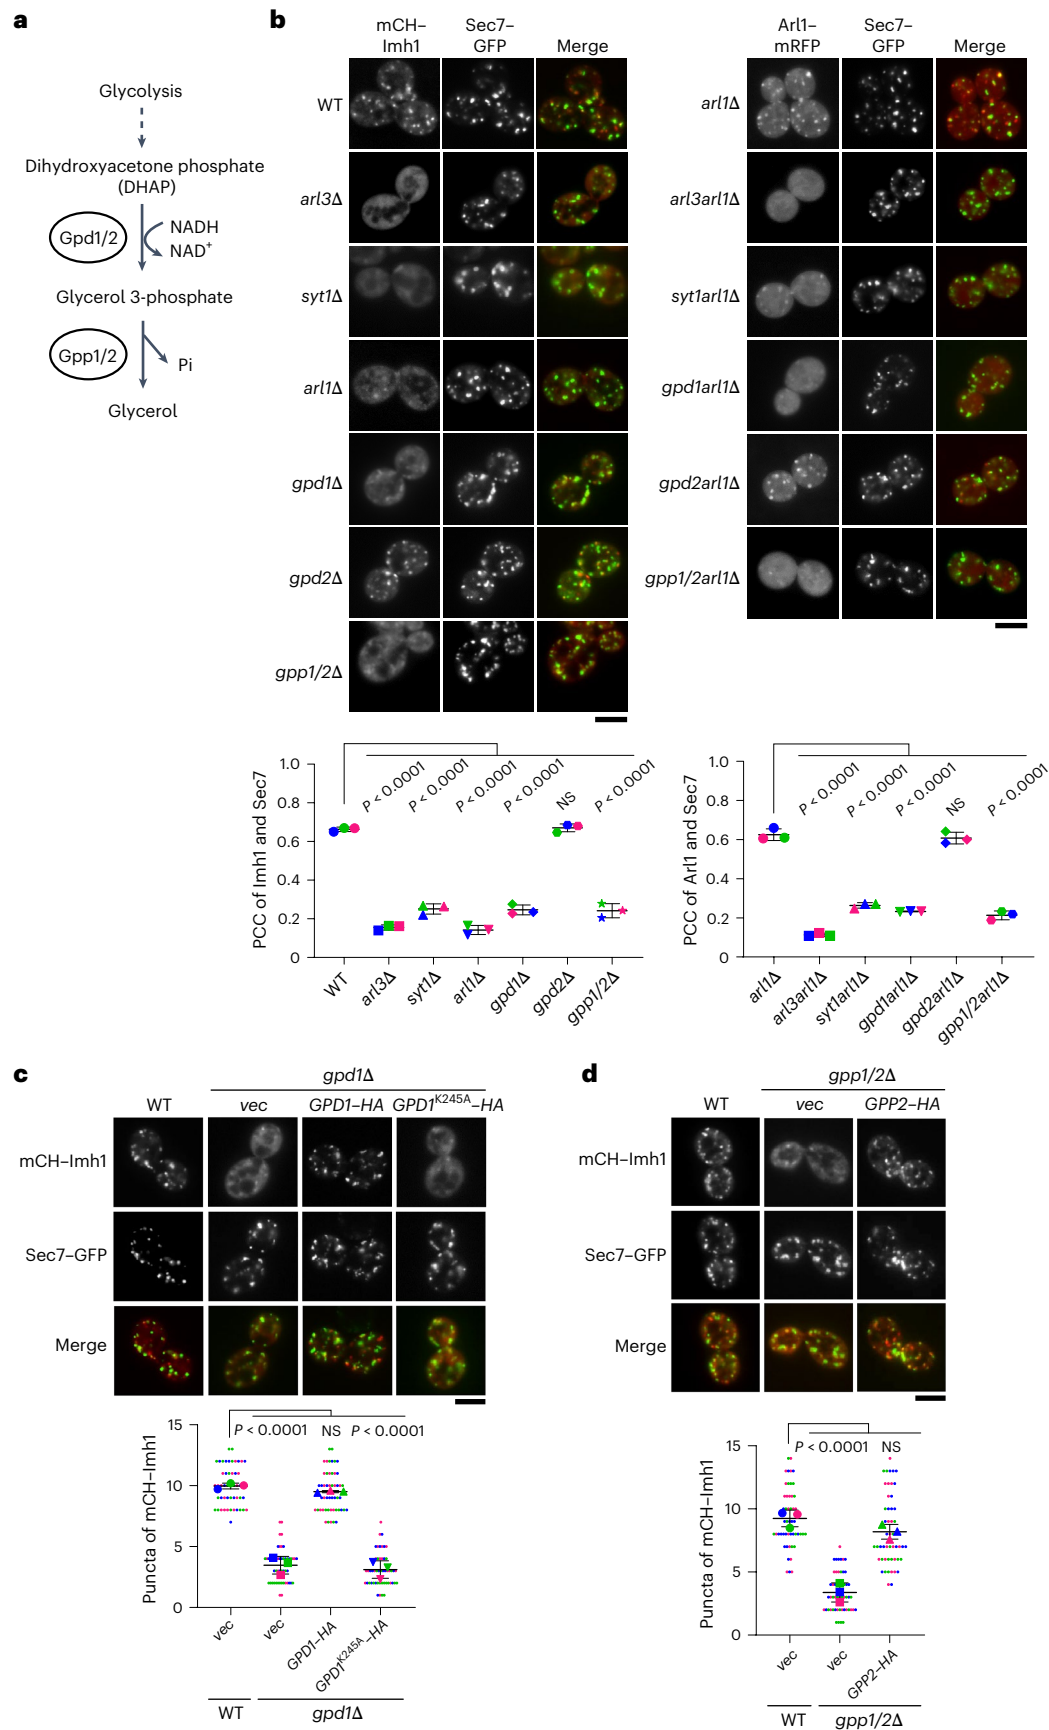 a
Glycolysis
Dihydroxyacetone phosphate
(DHAP)
Gpd1/2
NADH
NAD+
Glycerol 3-phosphate
Gpp1/2
Pi
Glycerol
b
mCH–
Imh1
Sec7–
GFP
Merge
WT
arl3Δ
syt1Δ
arl1Δ
gpd1Δ
gpd2Δ
gpp1/2Δ
Arl1–
mRFP
Sec7–
GFP
Merge
arl1Δ
arl3arl1Δ
syt1arl1Δ
gpd1arl1Δ
gpd2arl1Δ
gpp1/2arl1Δ
PCC of Imh1 and Sec7
1.0
0.8
0.6
0.4
0.2
0
P < 0.0001
P < 0.0001
P < 0.0001
P < 0.0001
NS
P < 0.0001
WT
arl3Δ
syt1Δ
arl1Δ
gpd1Δ
gpd2Δ
gpp1/2Δ
PCC of Arl1 and Sec7
1.0
0.8
0.6
0.4
0.2
0
P < 0.0001
P < 0.0001
P < 0.0001
NS
P < 0.0001
arl1Δ
arl3arl1Δ
syt1arl1Δ
gpd1arl1Δ
gpd2arl1Δ
gpp1/2arl1Δ
c
gpd1Δ
WT
vec
GPD1–HA
GPD1K245A–HA
mCH–Imh1
Sec7–GFP
Merge
Puncta of mCH–Imh1
15
10
5
0
P < 0.0001
NS
P < 0.0001
vec
vec
GPD1–HA
GPD1K245A–HA
WT
gpd1Δ
d
gpp1/2Δ
WT
vec
GPP2–HA
mCH–Imh1
Sec7–GFP
Merge
Puncta of mCH–Imh1
15
10
5
0
P < 0.0001
NS
vec
vec
GPP2–HA
WT
gpp1/2Δ